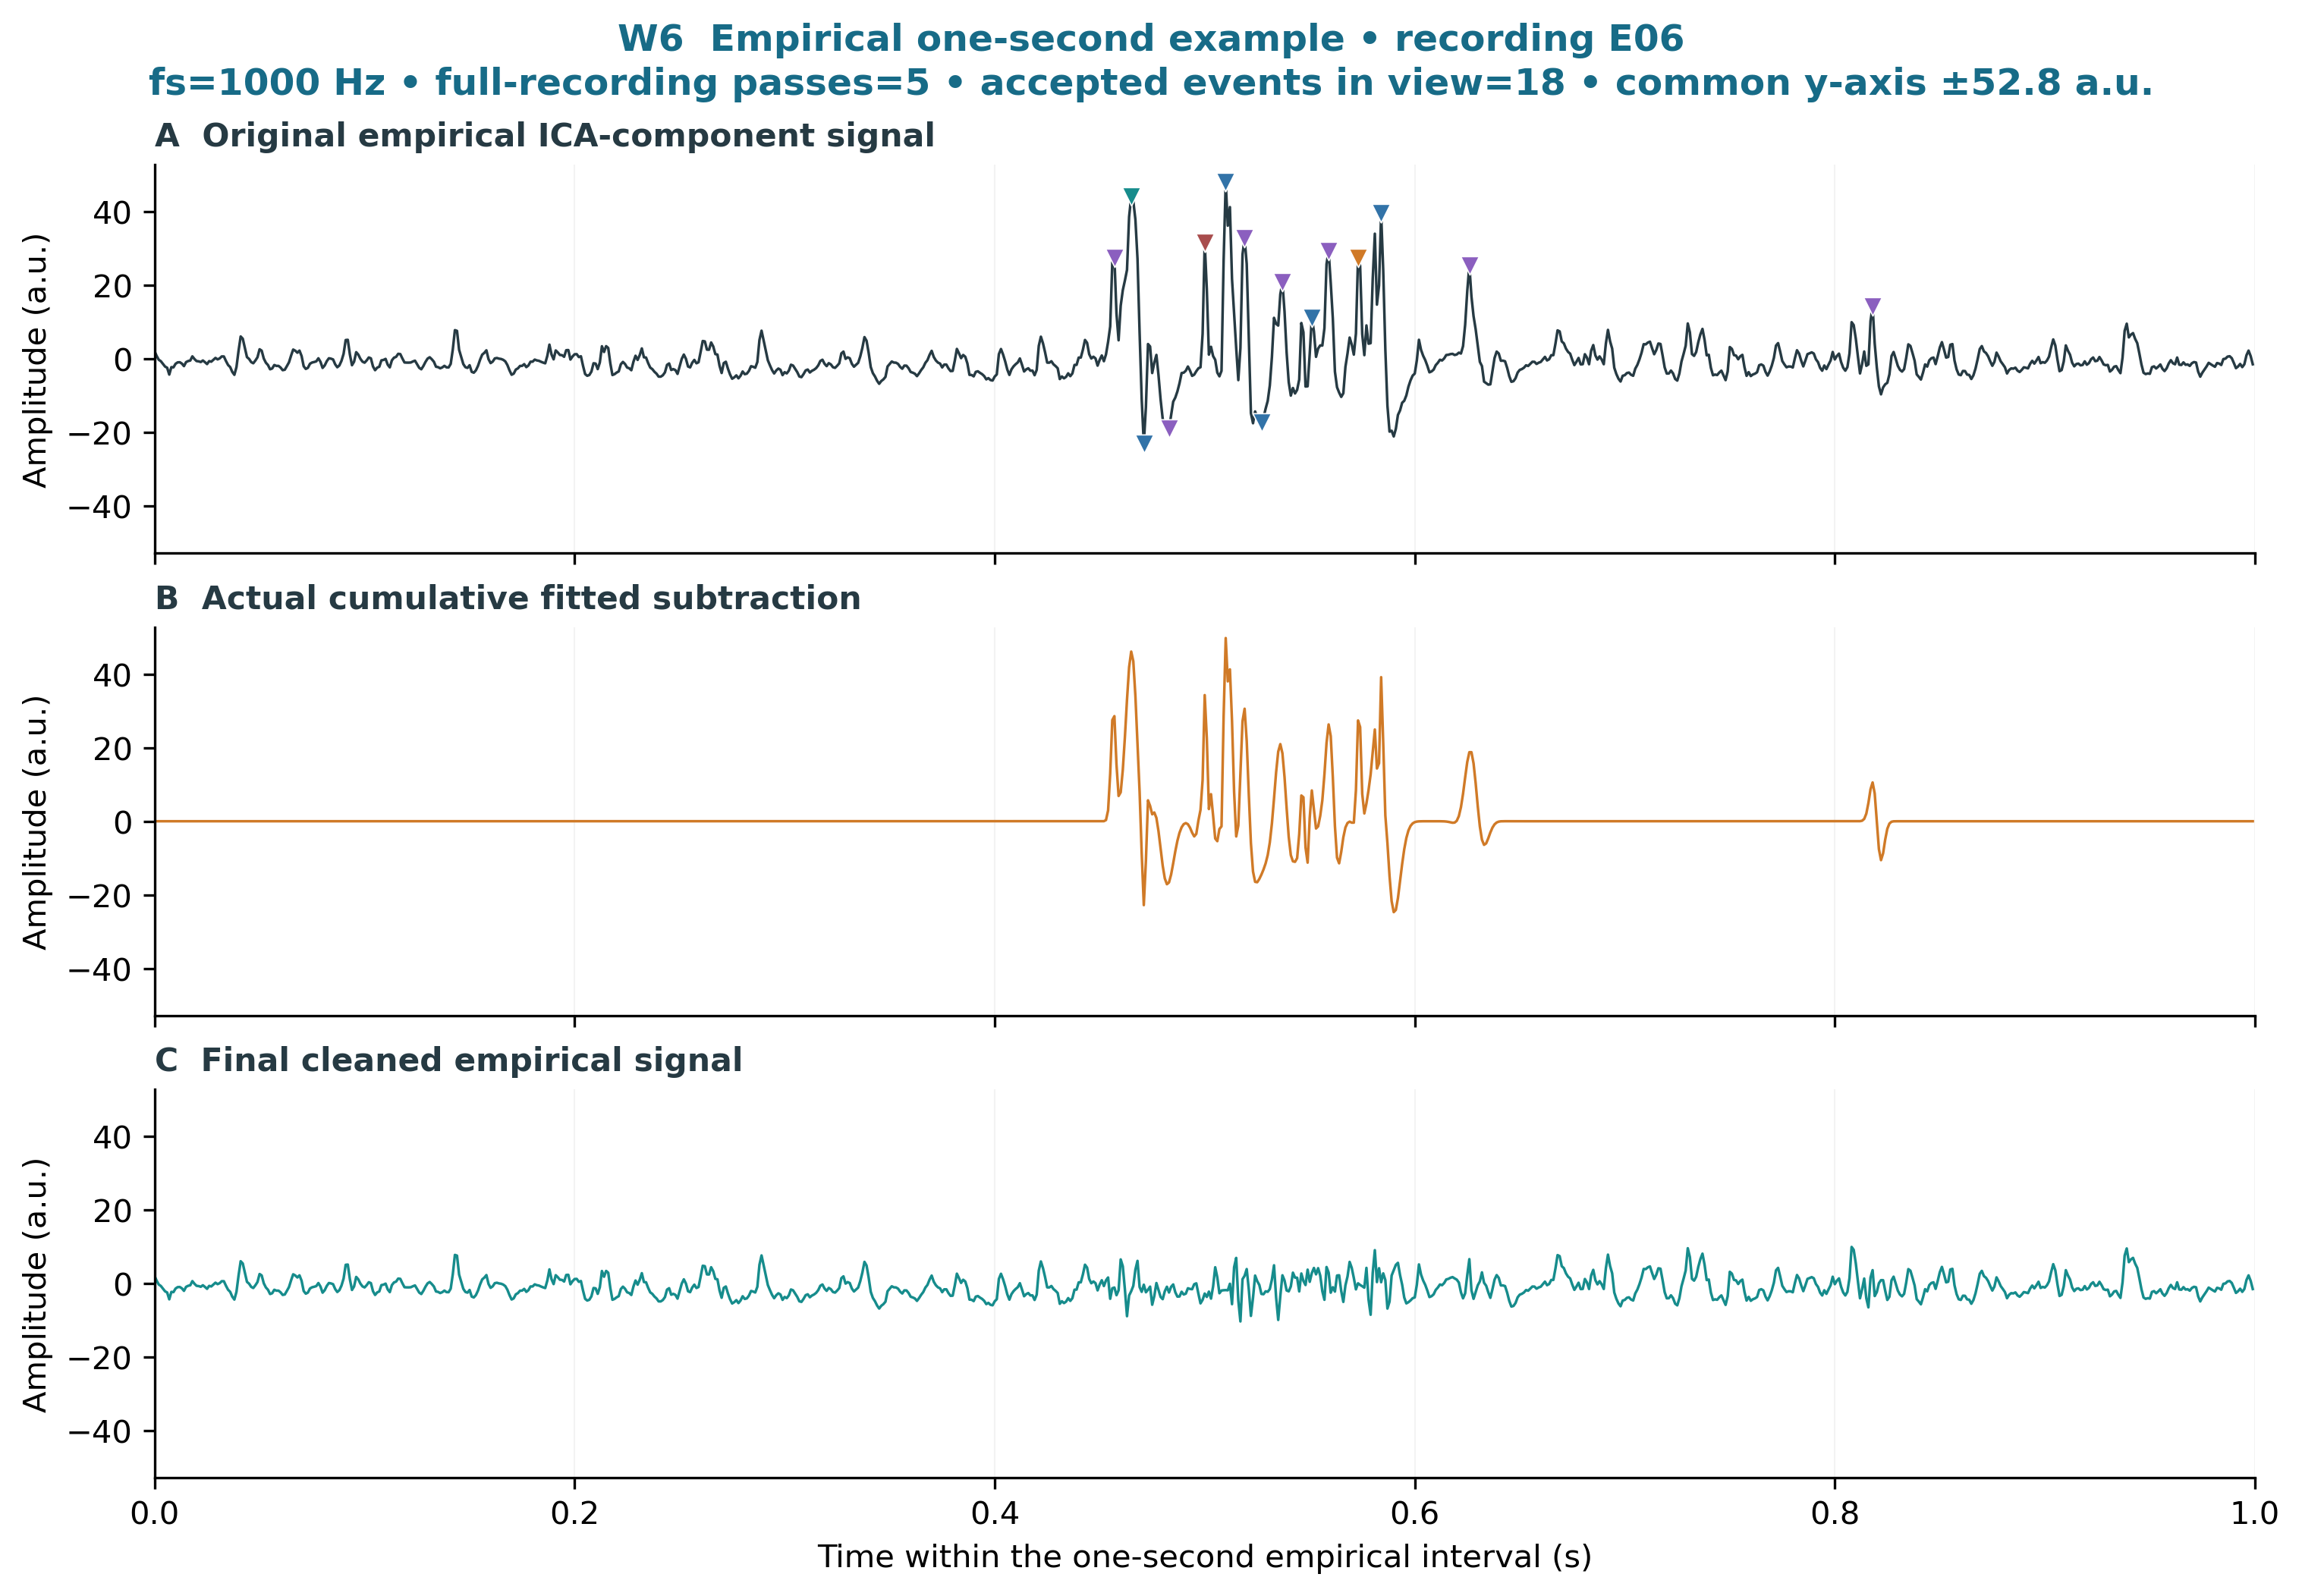 W6  Empirical one-second example • recording E06
fs=1000 Hz • full-recording passes=5 • accepted events in view=18 • common y-axis ±52.8 a.u.
A  Original empirical ICA-component signal
Amplitude (a.u.)
40
20
0
−20
−40
B  Actual cumulative fitted subtraction
Amplitude (a.u.)
40
20
0
−20
−40
C  Final cleaned empirical signal
Amplitude (a.u.)
40
20
0
−20
−40
0.0 0.2 0.4 0.6 0.8 1.0
Time within the one-second empirical interval (s)